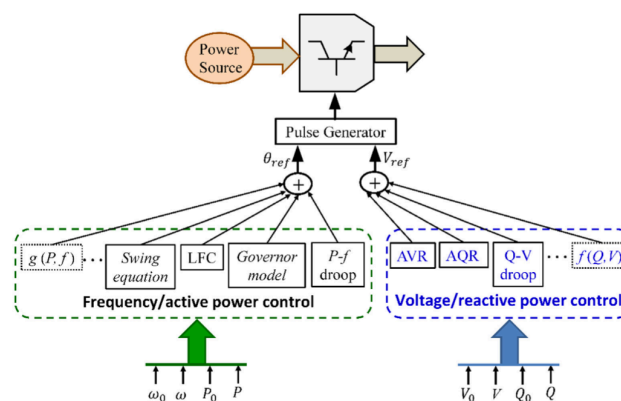 Power
Source
Pulse Generator
θref
Vref
+
+
g (P, f)
...
Swing
equation
LFC
Governor
model
P-f
droop
Frequency/active power control
AVR
AQR
Q-V
droop
...
f(Q, V)
Voltage/reactive power control
ω0
ω
P0
P
V0
V
Q0
Q